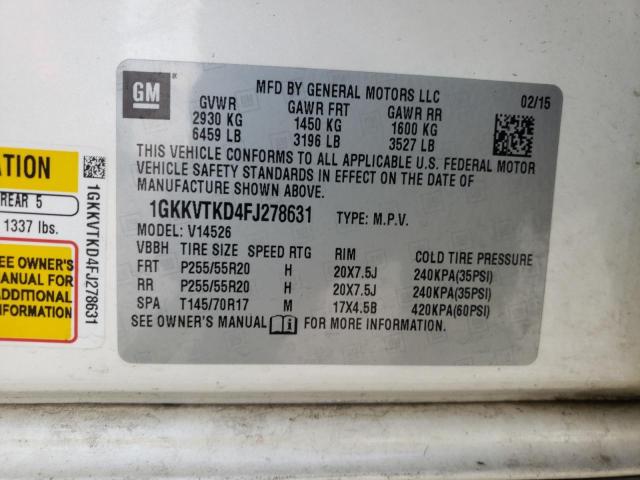 GM
MFD BY GENERAL MOTORS LLC 02/15
GVWR GAWR FRT GAWR RR
2930 KG 1450 KG 1600 KG
6459 LB 3196 LB 3527 LB
THIS VEHICLE CONFORMS TO ALL APPLICABLE U.S. FEDERAL MOTOR
VEHICLE SAFETY STANDARDS IN EFFECT ON THE DATE OF
MANUFACTURE SHOWN ABOVE.
1GKKVTKD4FJ278631 TYPE: M.P.V.
MODEL: V14526
VBBH TIRE SIZE SPEED RTG RIM COLD TIRE PRESSURE
FRT P255/55R20 H 20X7.5J 240KPA(35PSI)
RR P255/55R20 H 20X7.5J 240KPA(35PSI)
SPA T145/70R17 M 17X4.5B 420KPA(60PSI)
SEE OWNER'S MANUAL FOR MORE INFORMATION.
ATION
REAR 5
1337 lbs.
SEE OWNER'S
MANUAL FOR
ADDITIONAL
INFORMATION
1GKKVTKD4FJ278631